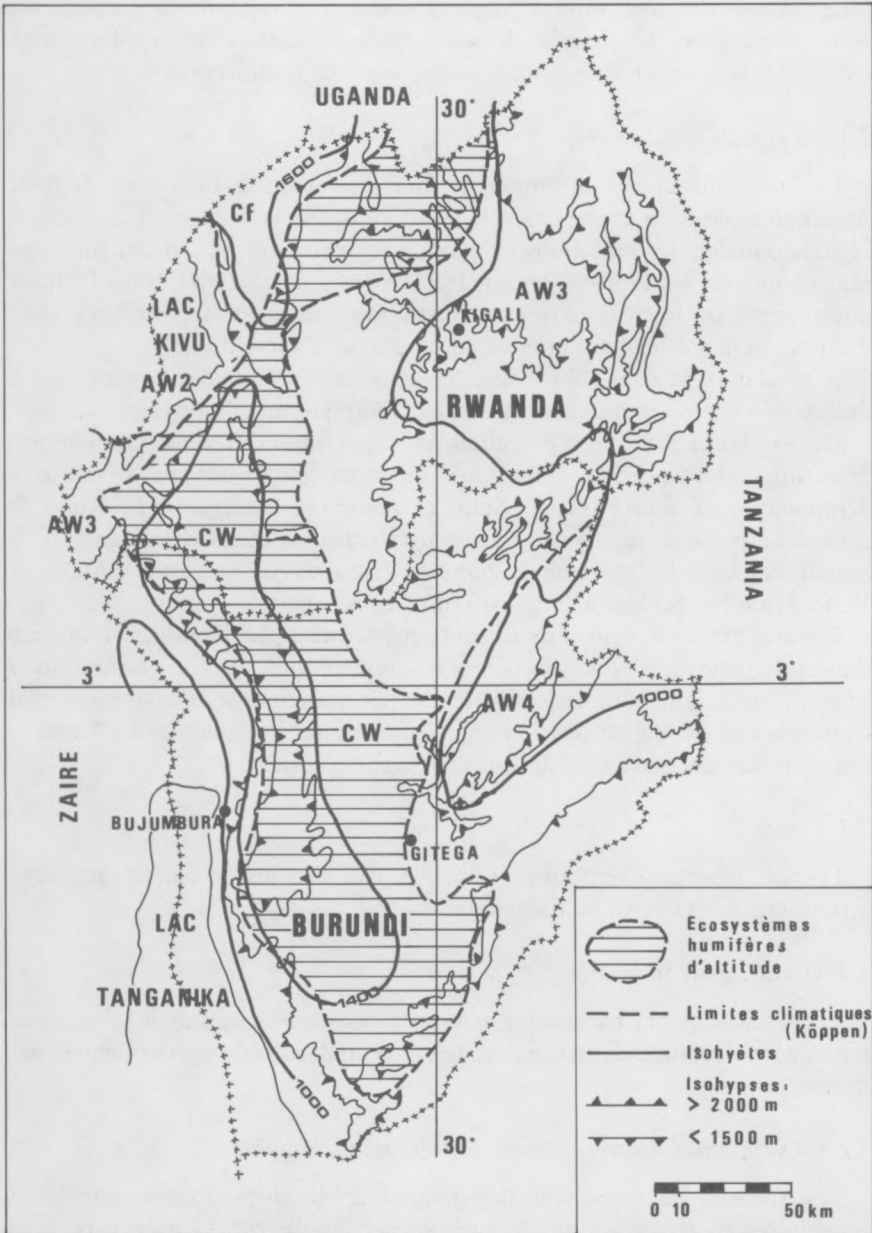 UGANDA
30°
1600
Cf
LAC
KIVU
AW2
AW3
KIGALI
RWANDA
TANZANIA
AW3
CW
3°
3°
1000
AW4
CW
ZAIRE
BUJUMBURA
GITEGA
LAC
BURUNDI
TANGANIKA
1400
1000
30°
Ecosystèmes
humifères
d'altitude
Limites climatiques
(Köppen)
Isohyètes
Isohypses:
> 2000 m
< 1500 m
0 10 50 km